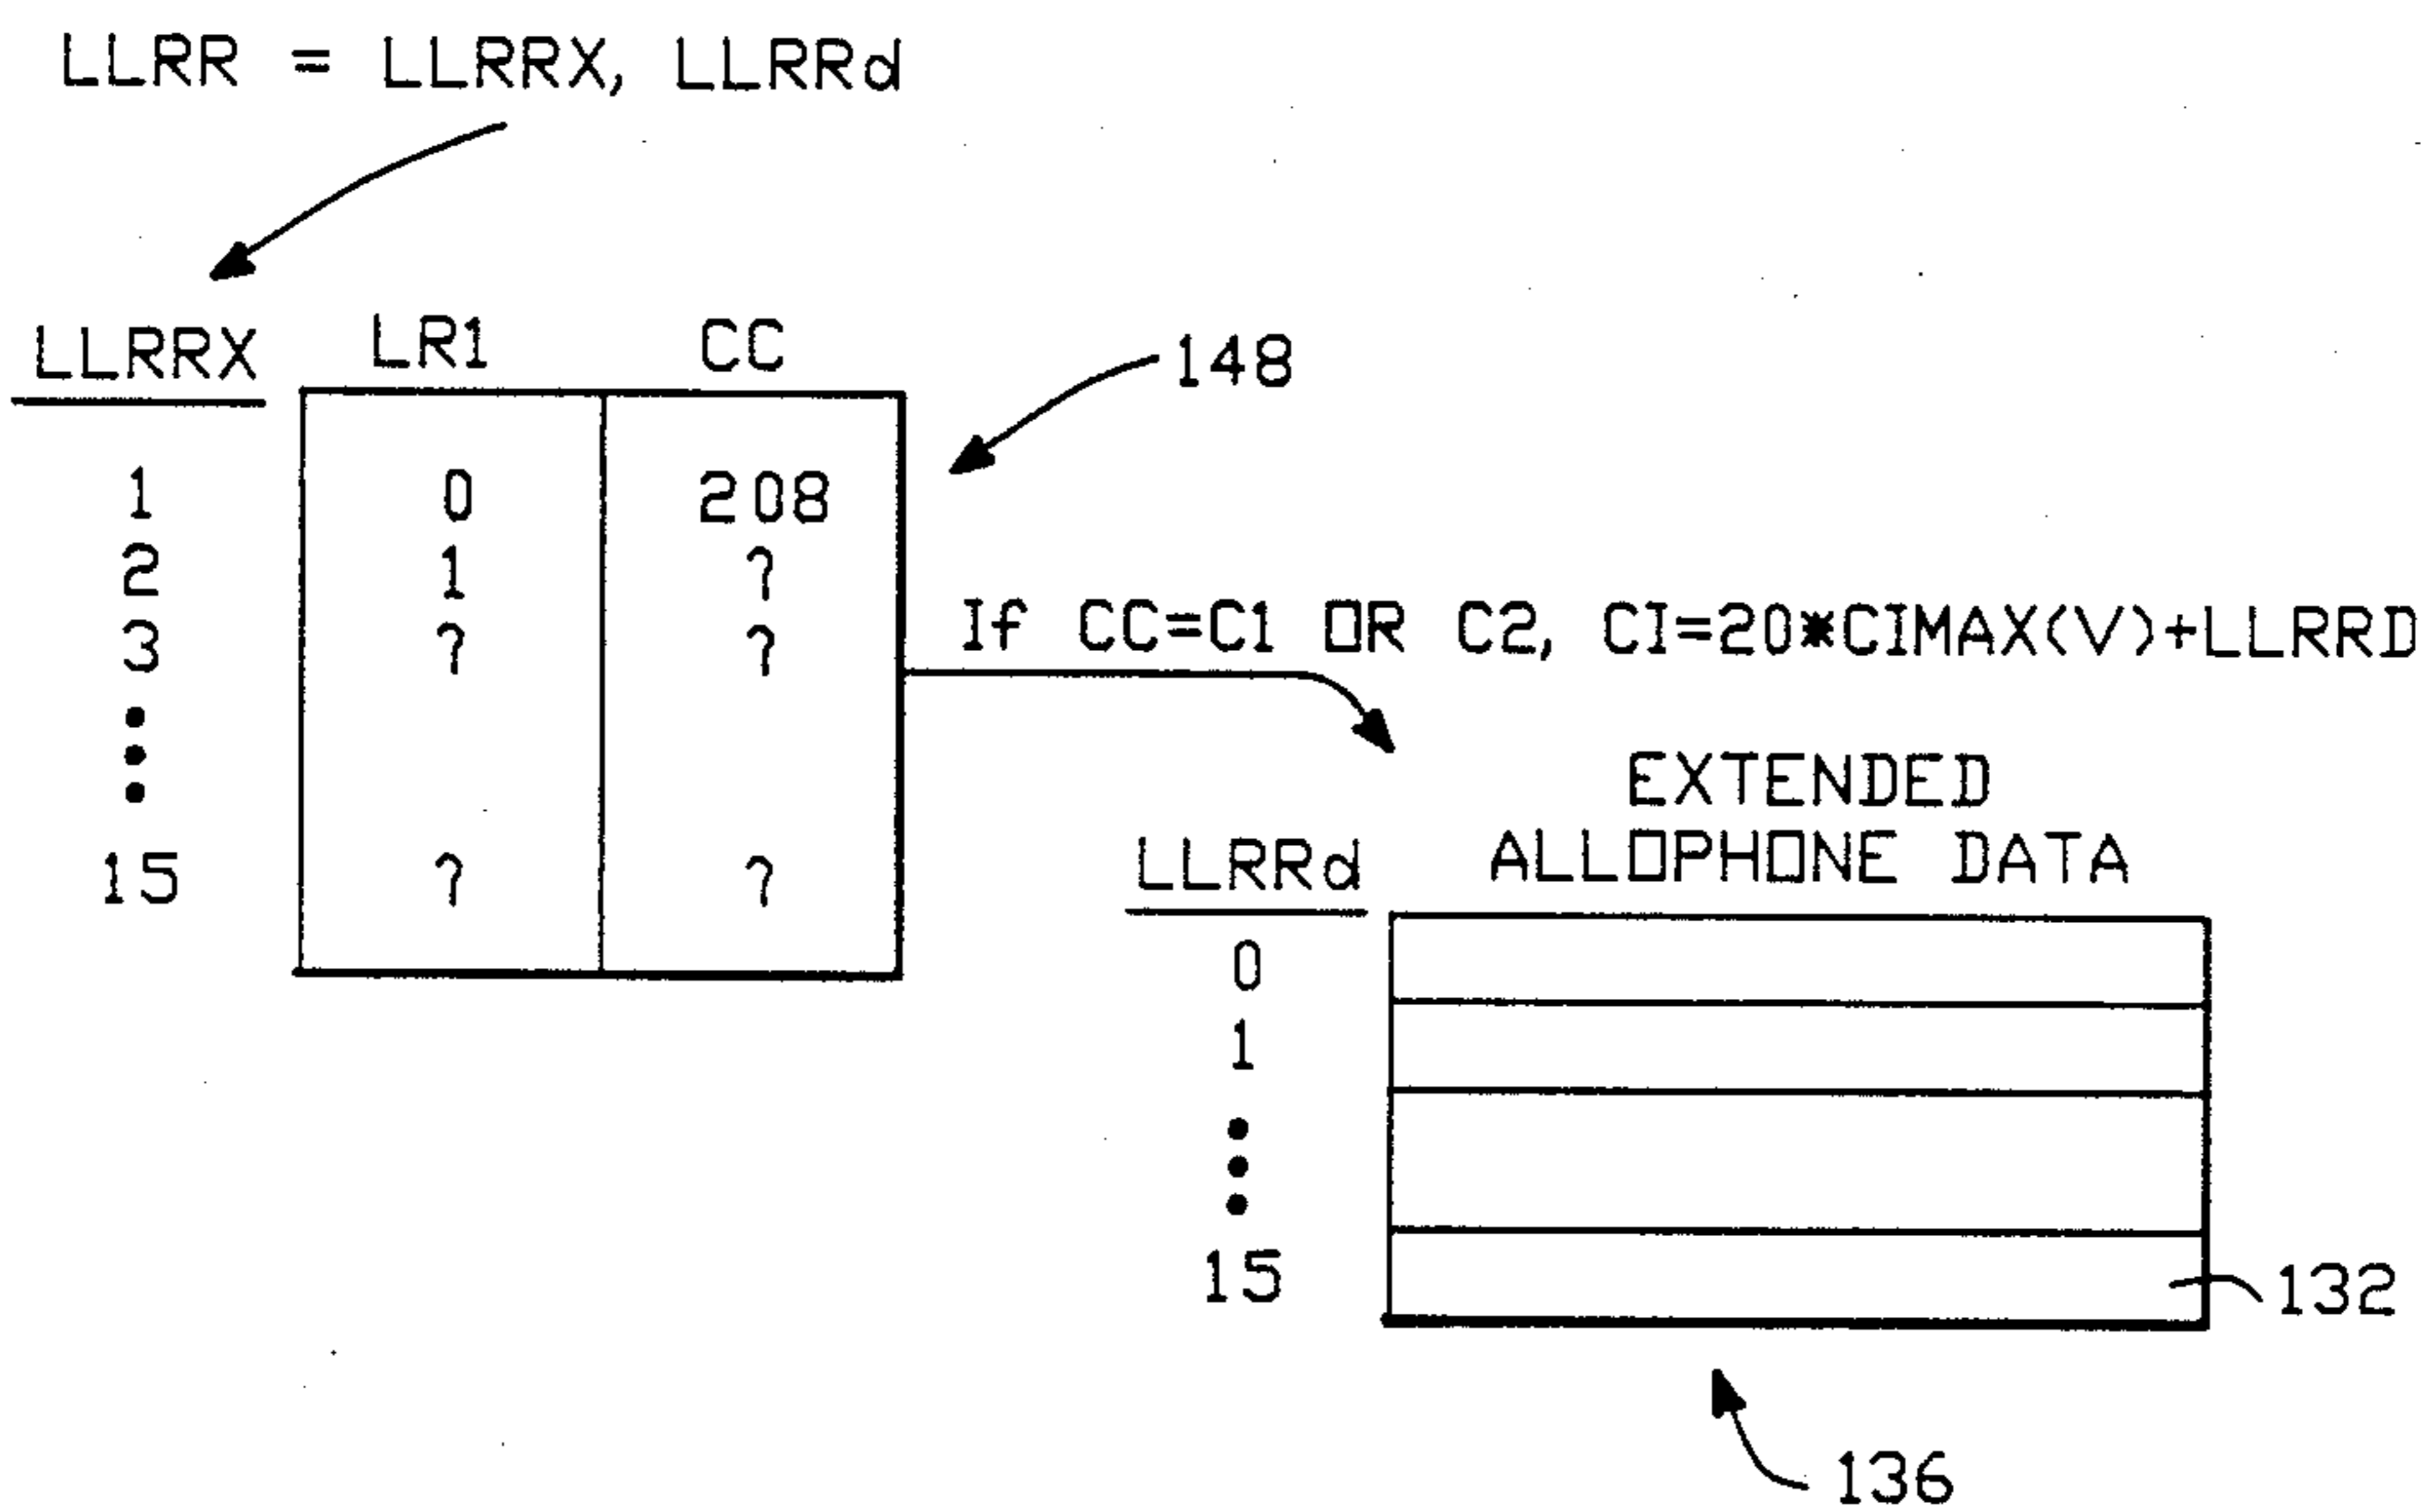 LLRR = LLRRX, LLRRd
LLRRX LR1 CC
148
1 0 208
2 1 ?
3 ? ?
15 ? ?
If CC=C1 OR C2, CI=20*CIMAX(V)+LLRRD
EXTENDED
ALLOPHONE DATA
LLRRd
0
1
15
132
136